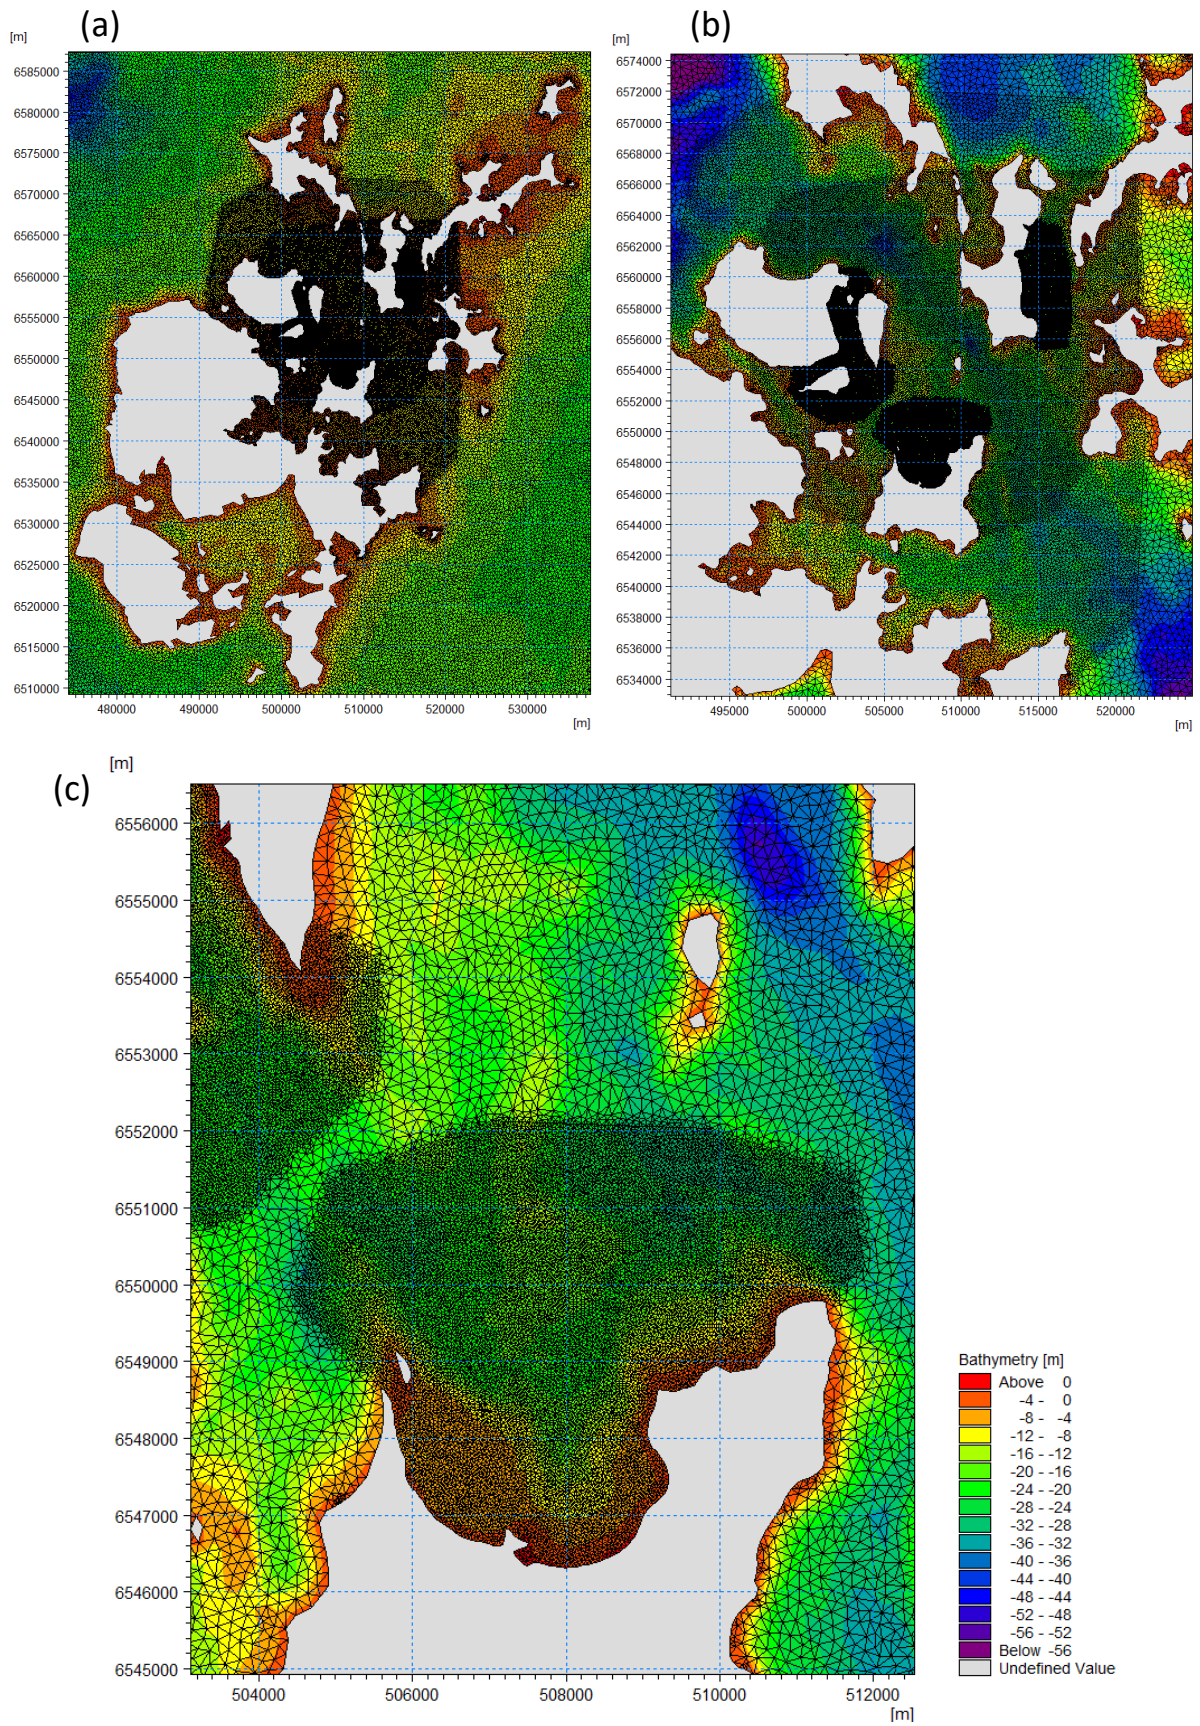 (a)
[m]
6585000
6580000
6575000
6570000
6565000
6560000
6555000
6550000
6545000
6540000
6535000
6530000
6525000
6520000
6515000
6510000
480000 490000 500000 510000 520000 530000
[m]
(b)
[m]
6574000
6572000
6570000
6568000
6566000
6564000
6562000
6560000
6558000
6556000
6554000
6552000
6550000
6548000
6546000
6544000
6542000
6540000
6538000
6536000
6534000
495000 500000 505000 510000 515000 520000
[m]
(c)
[m]
6556000
6555000
6554000
6553000
6552000
6551000
6550000
6549000
6548000
6547000
6546000
6545000
504000 506000 508000 510000 512000
[m]
Bathymetry [m]
Above 0
-4 - 0
-8 - -4
-12 - -8
-16 - -12
-20 - -16
-24 - -20
-28 - -24
-32 - -28
-36 - -32
-40 - -36
-44 - -40
-48 - -44
-52 - -48
-56 - -52
Below -56
Undefined Value